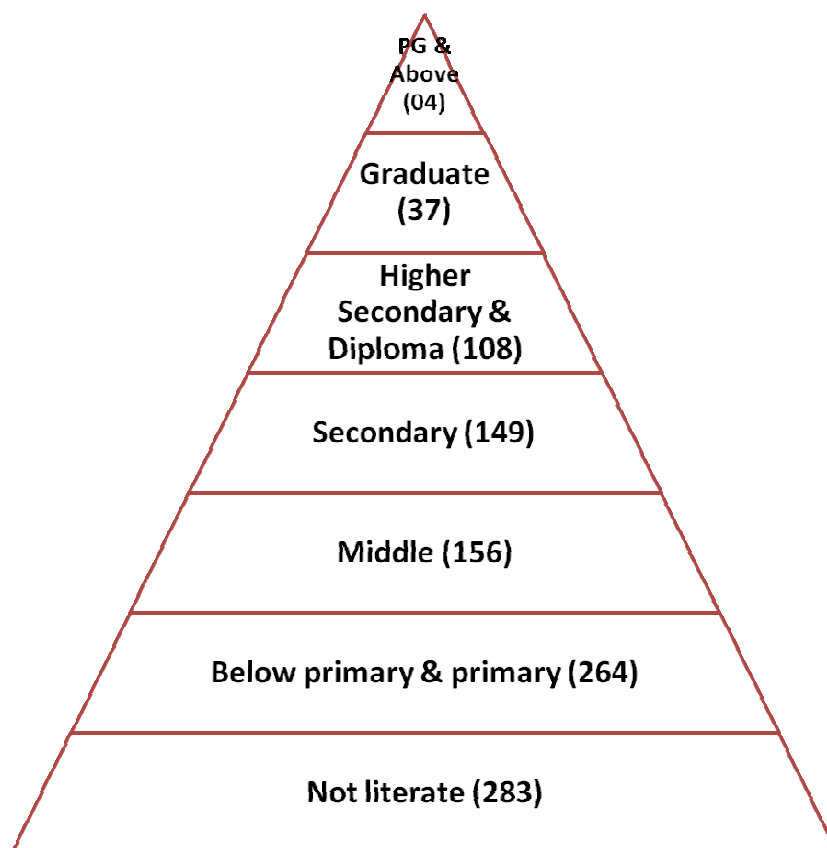 PG &
Above
(04)
Graduate
(37)
Higher
Secondary &
Diploma (108)
Secondary (149)
Middle (156)
Below primary & primary (264)
Not literate (283)